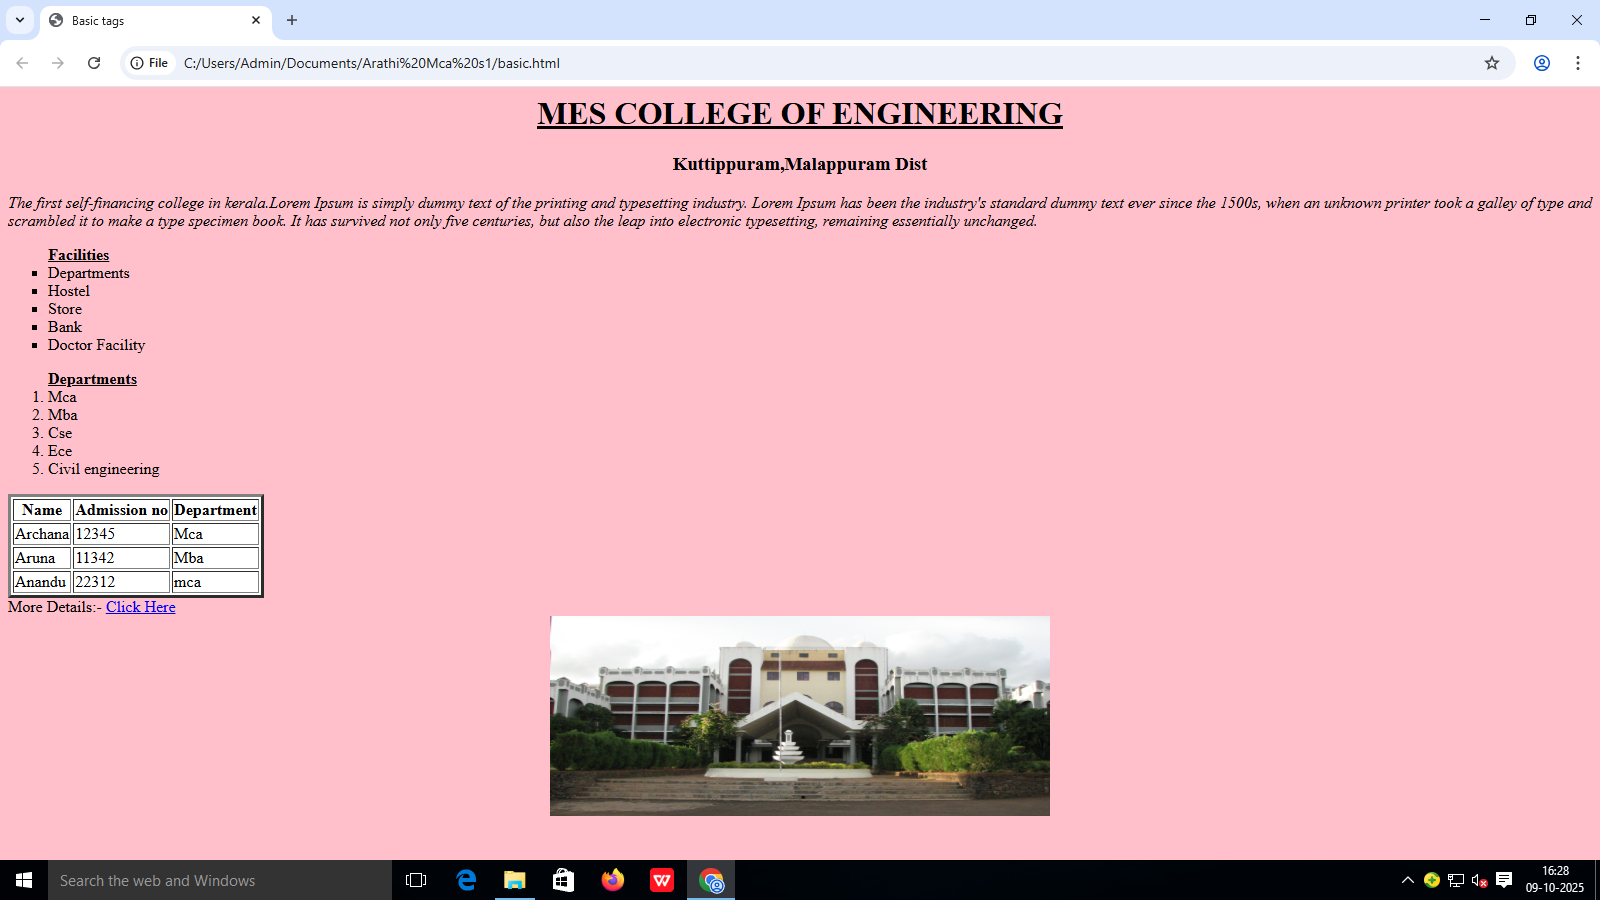 Basic tags
File
C:/Users/Admin/Documents/Arathi%20Mca%20s1/basic.html
MES COLLEGE OF ENGINEERING
Kuttippuram,Malappuram Dist
The first self-financing college in kerala.Lorem Ipsum is simply dummy text of the printing and typesetting industry. Lorem Ipsum has been the industry's standard dummy text ever since the 1500s, when an unknown printer took a galley of type and
scrambled it to make a type specimen book. It has survived not only five centuries, but also the leap into electronic typesetting, remaining essentially unchanged.
Facilities
Departments
Hostel
Store
Bank
Doctor Facility
Departments
1. Mca
2. Mba
3. Cse
4. Ece
5. Civil engineering
Name Admission no Department
Archana 12345 Mca
Aruna 11342 Mba
Anandu 22312 mca
More Details:- Click Here
Search the web and Windows
16:28
09-10-2025